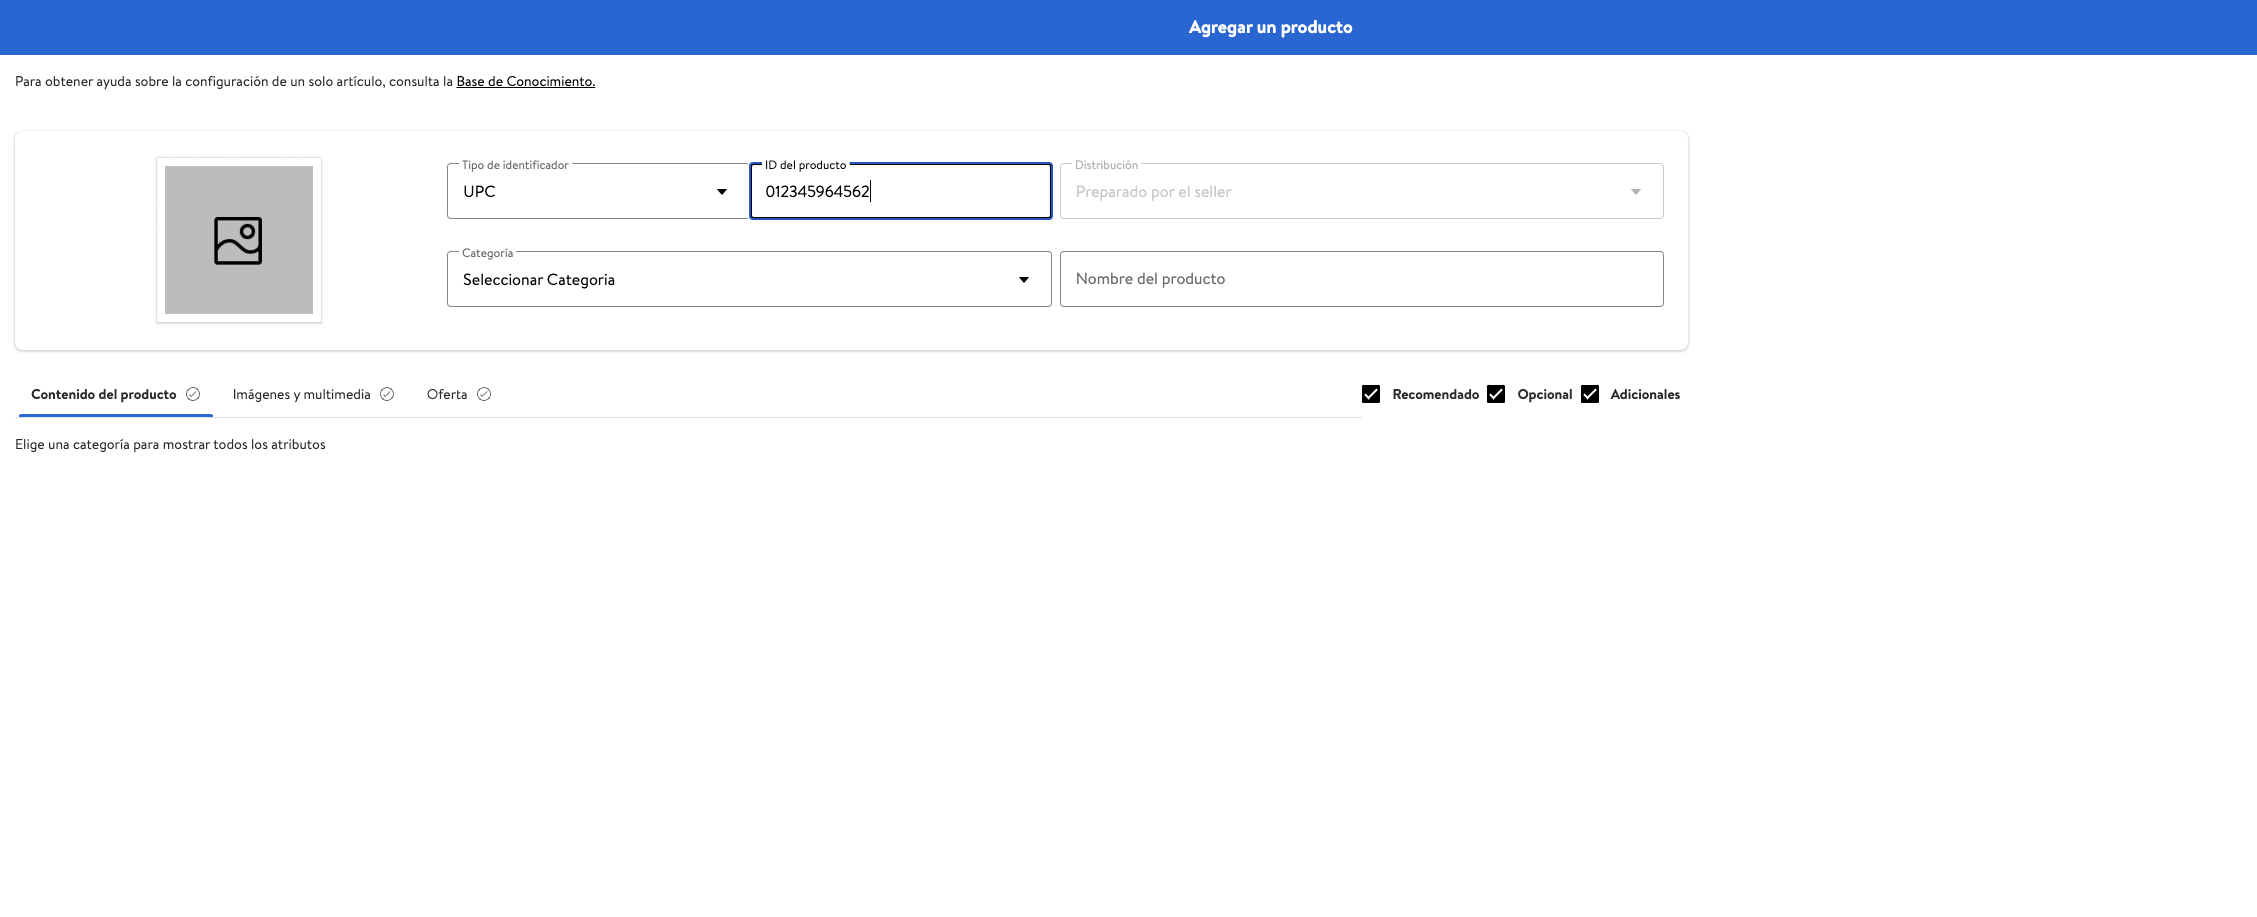 Agregar un producto
Para obtener ayuda sobre la configuración de un solo artículo, consulta la Base de Conocimiento.
Tipo de identificador
UPC
ID del producto
012345964562
Distribución
Preparado por el seller
Categoría
Seleccionar Categoria
Nombre del producto
Contenido del producto
Imágenes y multimedia
Oferta
Recomendado
Opcional
Adicionales
Elige una categoría para mostrar todos los atributos